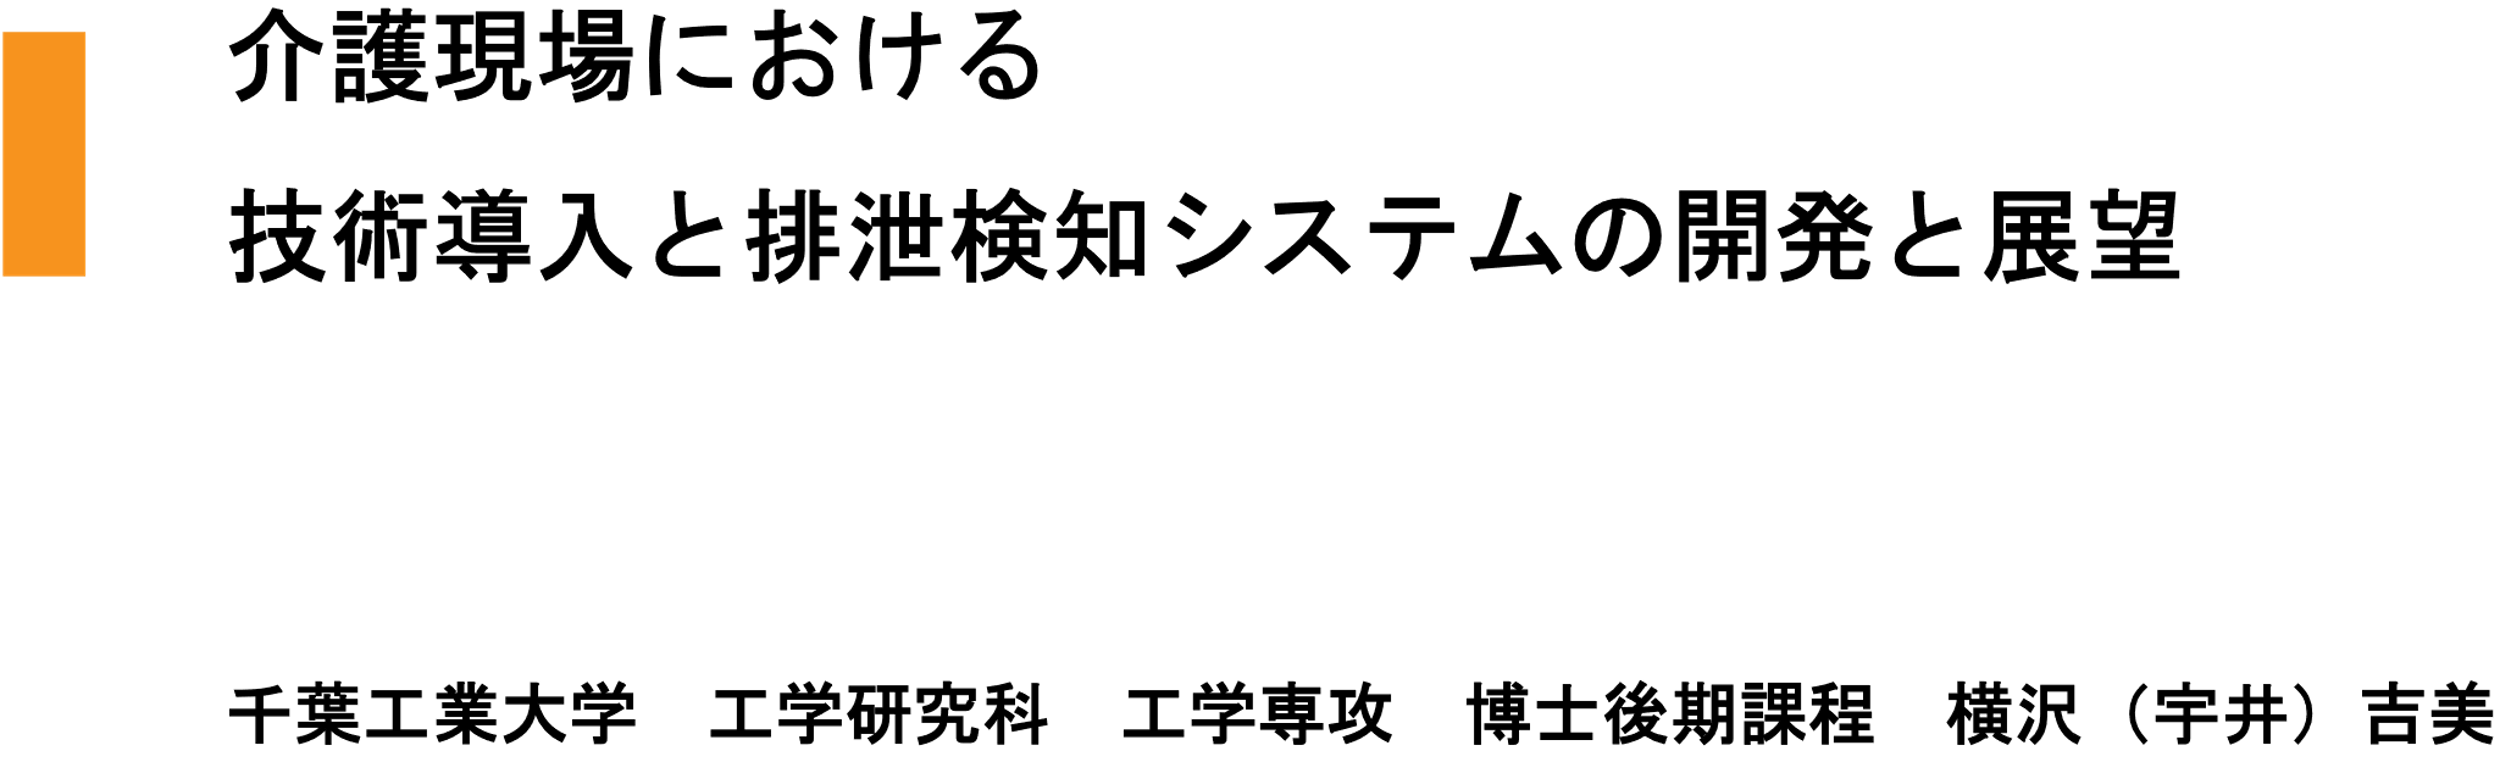 介護現場における
技術導入と排泄検知システムの開発と展望
千葉工業大学　工学研究科　工学専攻　博士後期課程　横沢（宇井）吉美